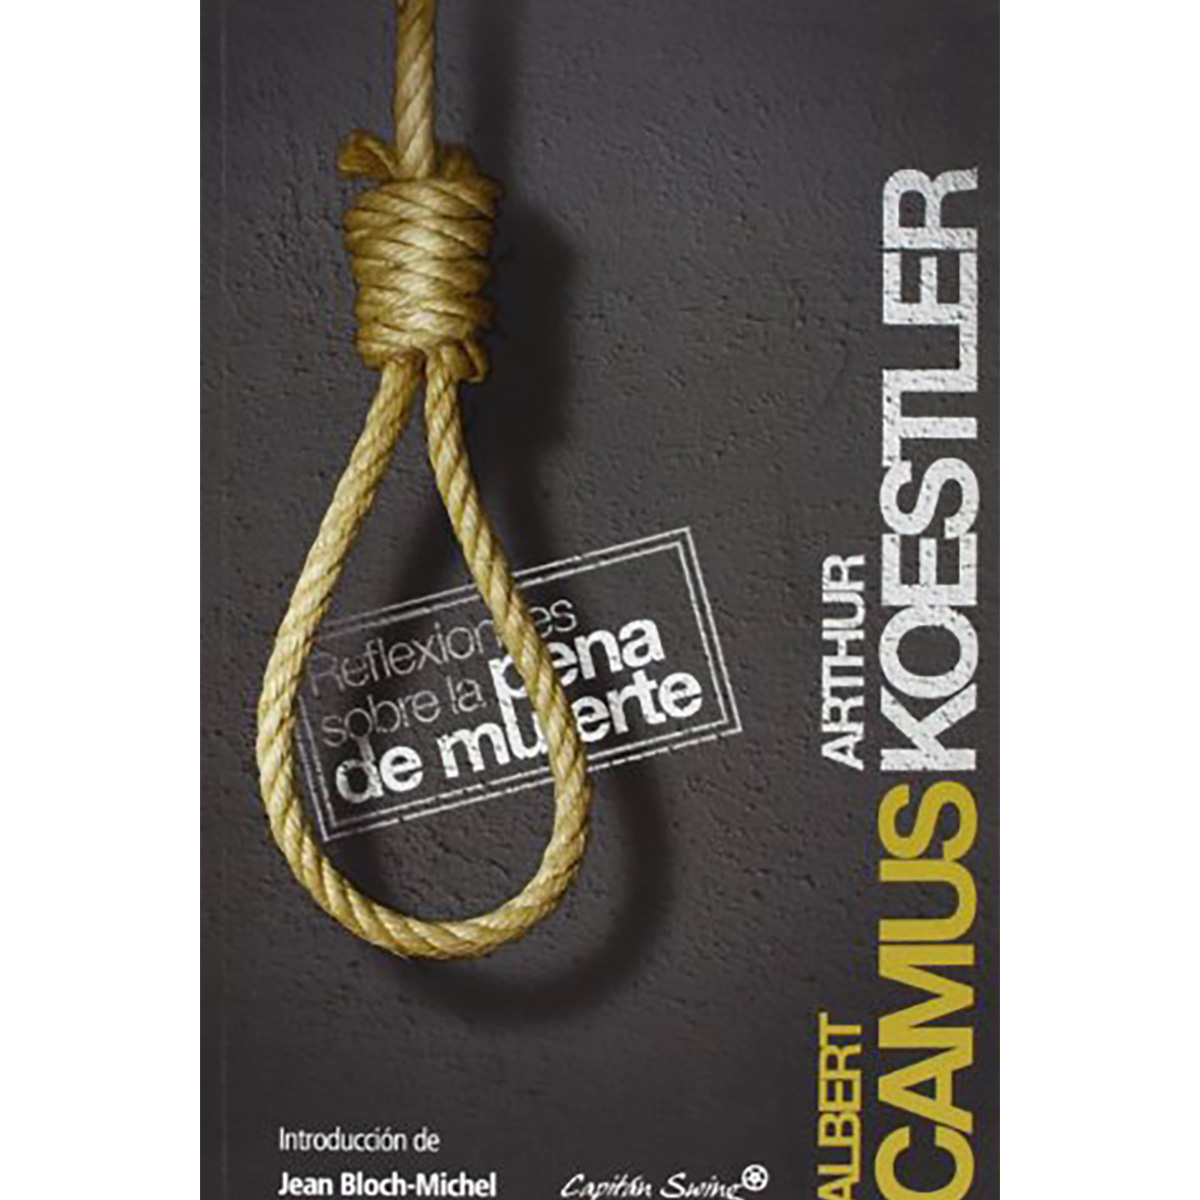 Reflexiones
sobre la pena
de muerte
ALBERT
CAMUS
ARTHUR
KOESTLER
Introducción de
Jean Bloch-Michel
Capitán Swing